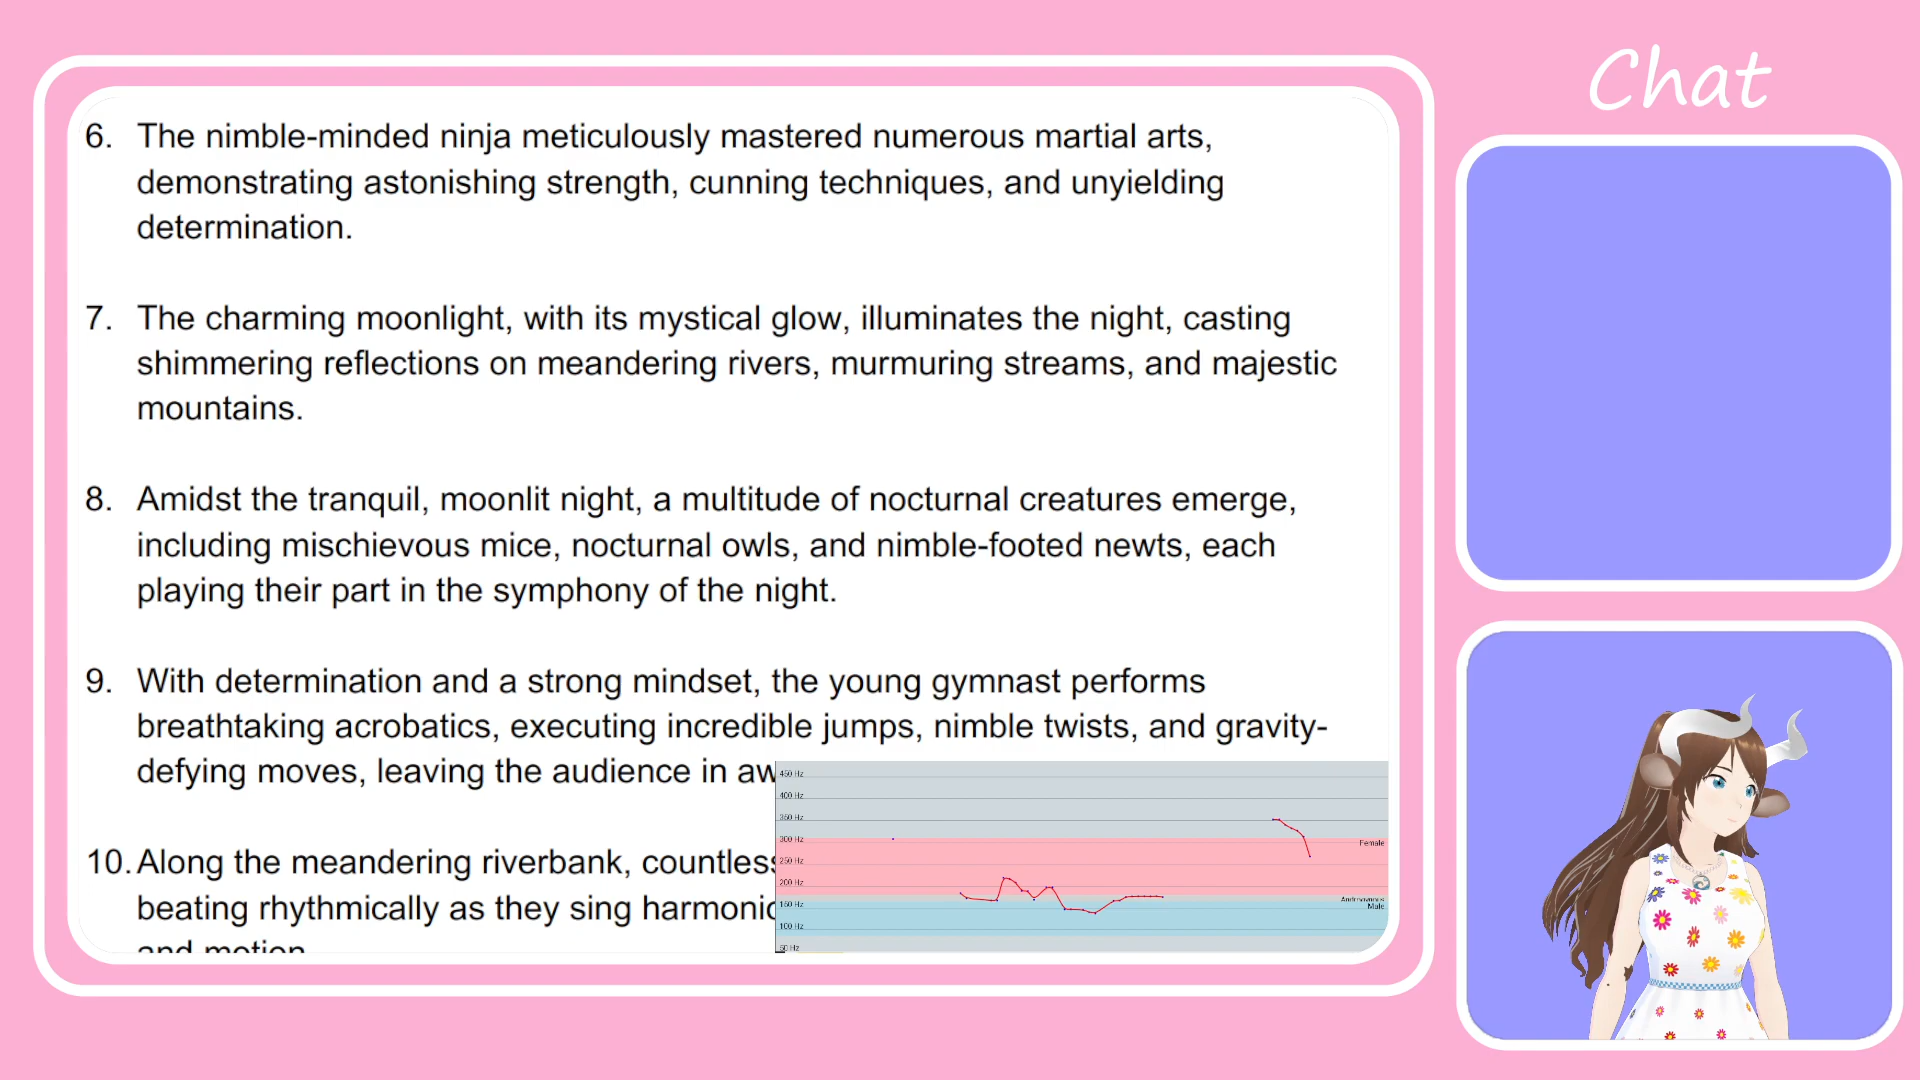 Chat
6. The nimble-minded ninja meticulously mastered numerous martial arts,
demonstrating astonishing strength, cunning techniques, and unyielding
determination.
7. The charming moonlight, with its mystical glow, illuminates the night, casting
shimmering reflections on meandering rivers, murmuring streams, and majestic
mountains.
8. Amidst the tranquil, moonlit night, a multitude of nocturnal creatures emerge,
including mischievous mice, nocturnal owls, and nimble-footed newts, each
playing their part in the symphony of the night.
9. With determination and a strong mindset, the young gymnast performs
breathtaking acrobatics, executing incredible jumps, nimble twists, and gravity-
defying moves, leaving the audience in aw
10. Along the meandering riverbank, countless
beating rhythmically as they sing harmonic
and motion
450 Hz
400 Hz
350 Hz
300 Hz
Female
250 Hz
200 Hz
Androgynous
150 Hz
Male
100 Hz
50 Hz